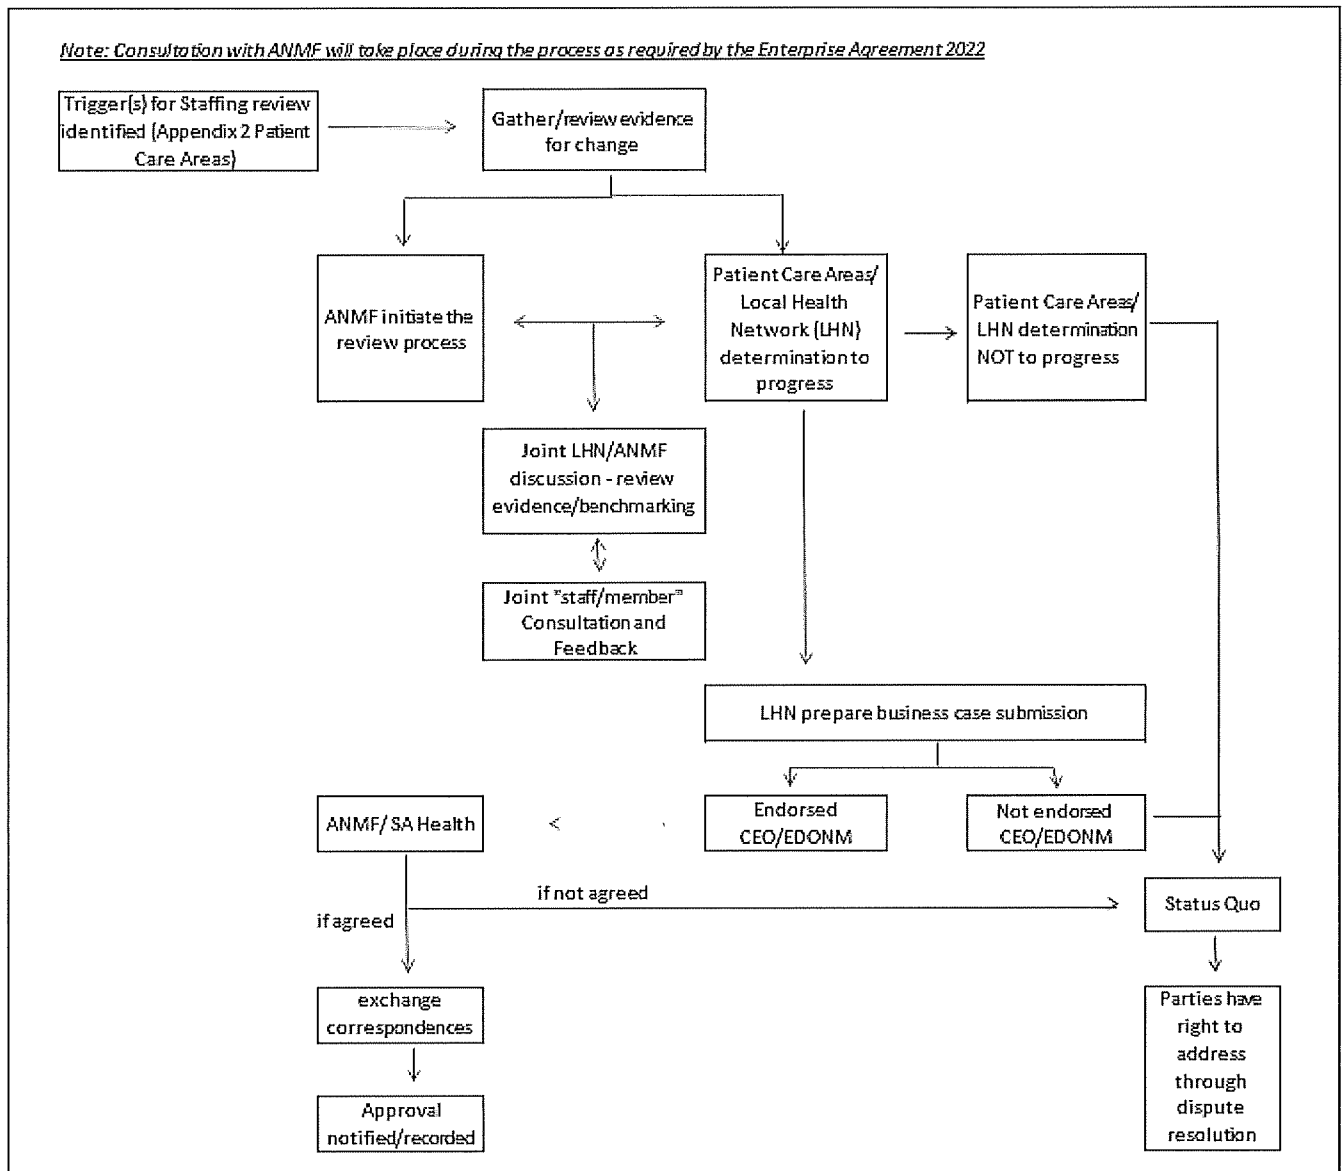 Note: Consultation with ANMF will take place during the process as required by the Enterprise Agreement 2022
Trigger(s) for Staffing review
identified (Appendix 2 Patient
Care Areas)
Gather/review evidence
for change
ANMF initiate the
review process
Patient Care Areas/
Local Health
Network (LHN)
determination to
progress
Patient Care Areas/
LHN determination
NOT to progress
Joint LHN/ANMF
discussion - review
evidence/benchmarking
Joint "staff/member"
Consultation and
Feedback
LHN prepare business case submission
ANMF/ SA Health
Endorsed
CEO/EDONM
Not endorsed
CEO/EDONM
if not agreed
if agreed
Status Quo
exchange
correspondences
Approval
notified/recorded
Parties have
right to
address
through
dispute
resolution